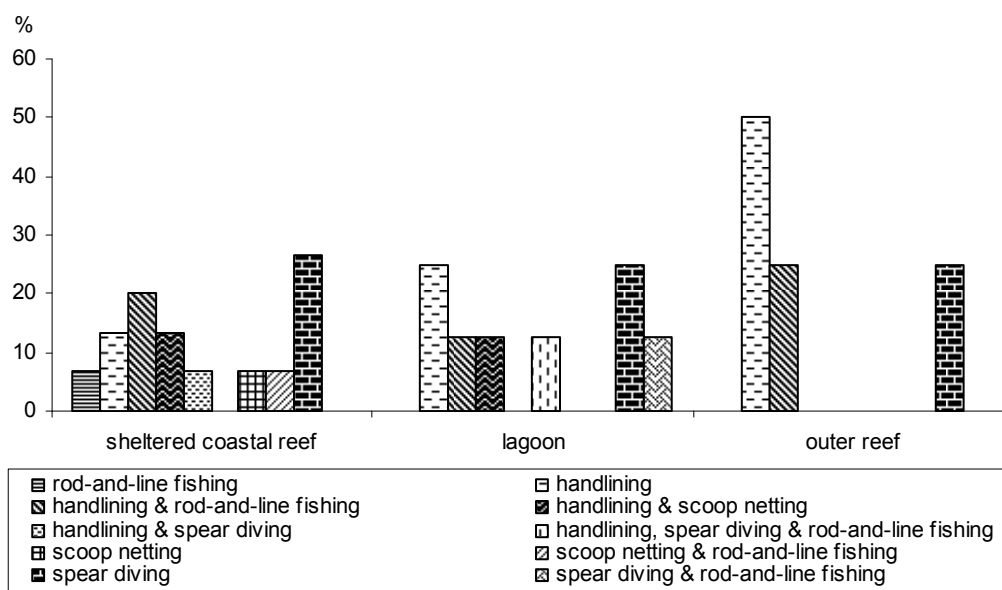 %
60
50
40
30
20
10
0
sheltered coastal reef lagoon outer reef
rod-and-line fishing handlining
handlining & rod-and-line fishing handlining & scoop netting
handlining & spear diving handlining, spear diving & rod-and-line fishing
scoop netting scoop netting & rod-and-line fishing
spear diving spear diving & rod-and-line fishing